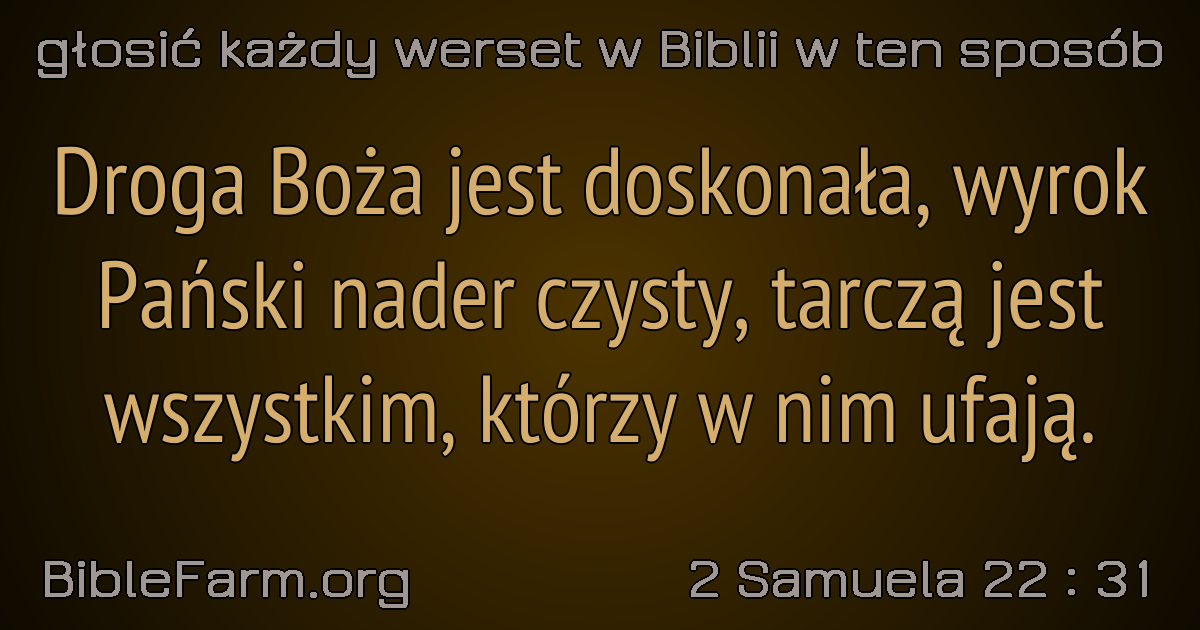 głosić każdy werset w Biblii w ten sposób
Droga Boża jest doskonała, wyrok
Pański nader czysty, tarczą jest
wszystkim, którzy w nim ufają.
BibleFarm.org
2 Samuela 22 : 31